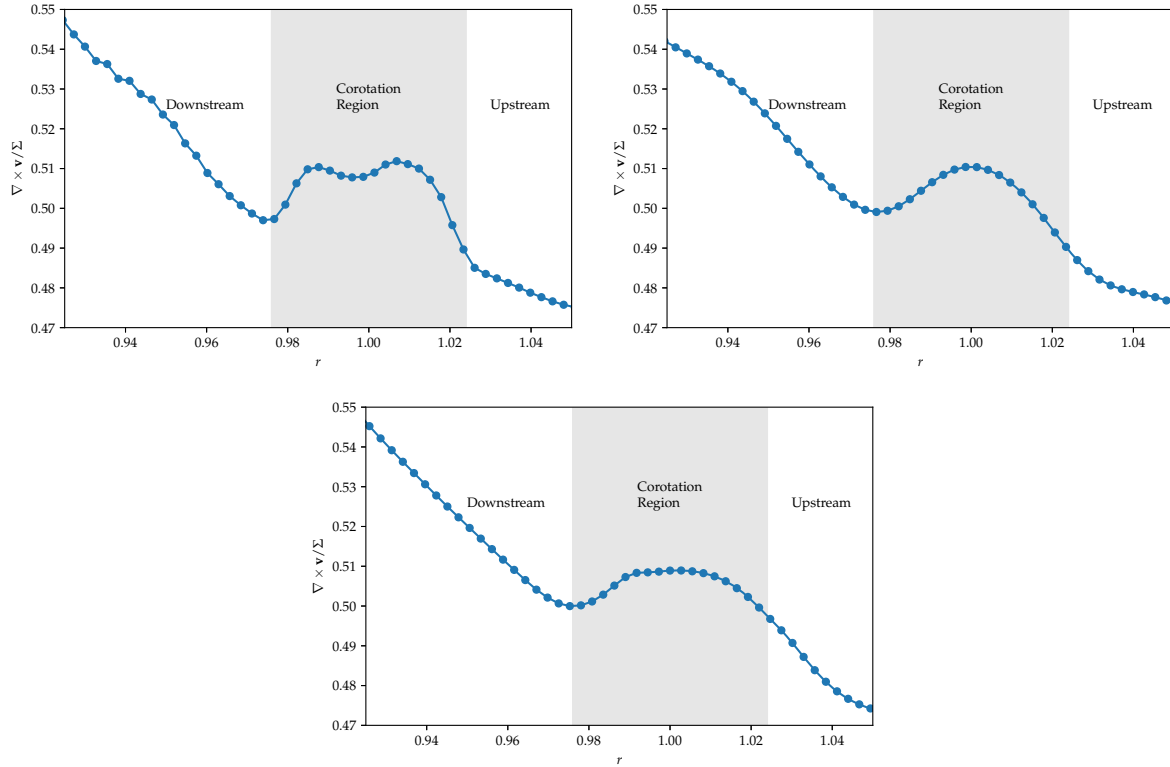 0.55
0.54
0.53
0.52
0.51
0.50
0.49
0.48
0.47
∇ × v/Σ
Downstream
Corotation
Region
Upstream
0.94
0.96
0.98
1.00
1.02
1.04
r
0.55
0.54
0.53
0.52
0.51
0.50
0.49
0.48
0.47
∇ × v/Σ
Downstream
Corotation
Region
Upstream
0.94
0.96
0.98
1.00
1.02
1.04
r
0.55
0.54
0.53
0.52
0.51
0.50
0.49
0.48
0.47
∇ × v/Σ
Downstream
Corotation
Region
Upstream
0.94
0.96
0.98
1.00
1.02
1.04
r